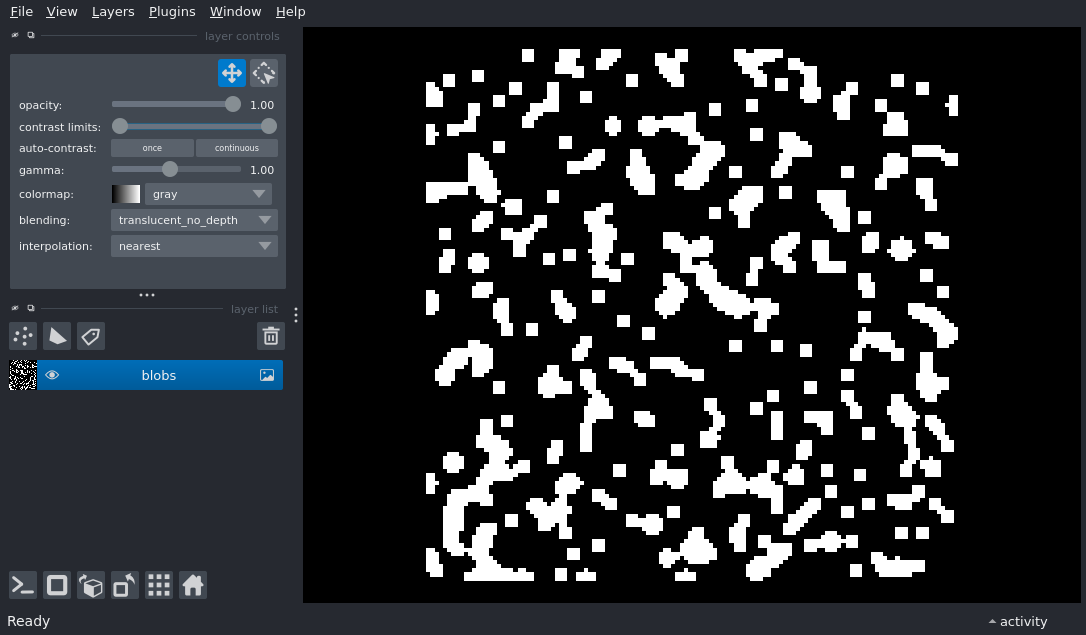 File View Layers Plugins Window Help
layer controls
opacity: 1.00
contrast limits:
auto-contrast: once continuous
gamma: 1.00
colormap: gray
blending: translucent_no_depth
interpolation: nearest
layer list
blobs
Ready activity